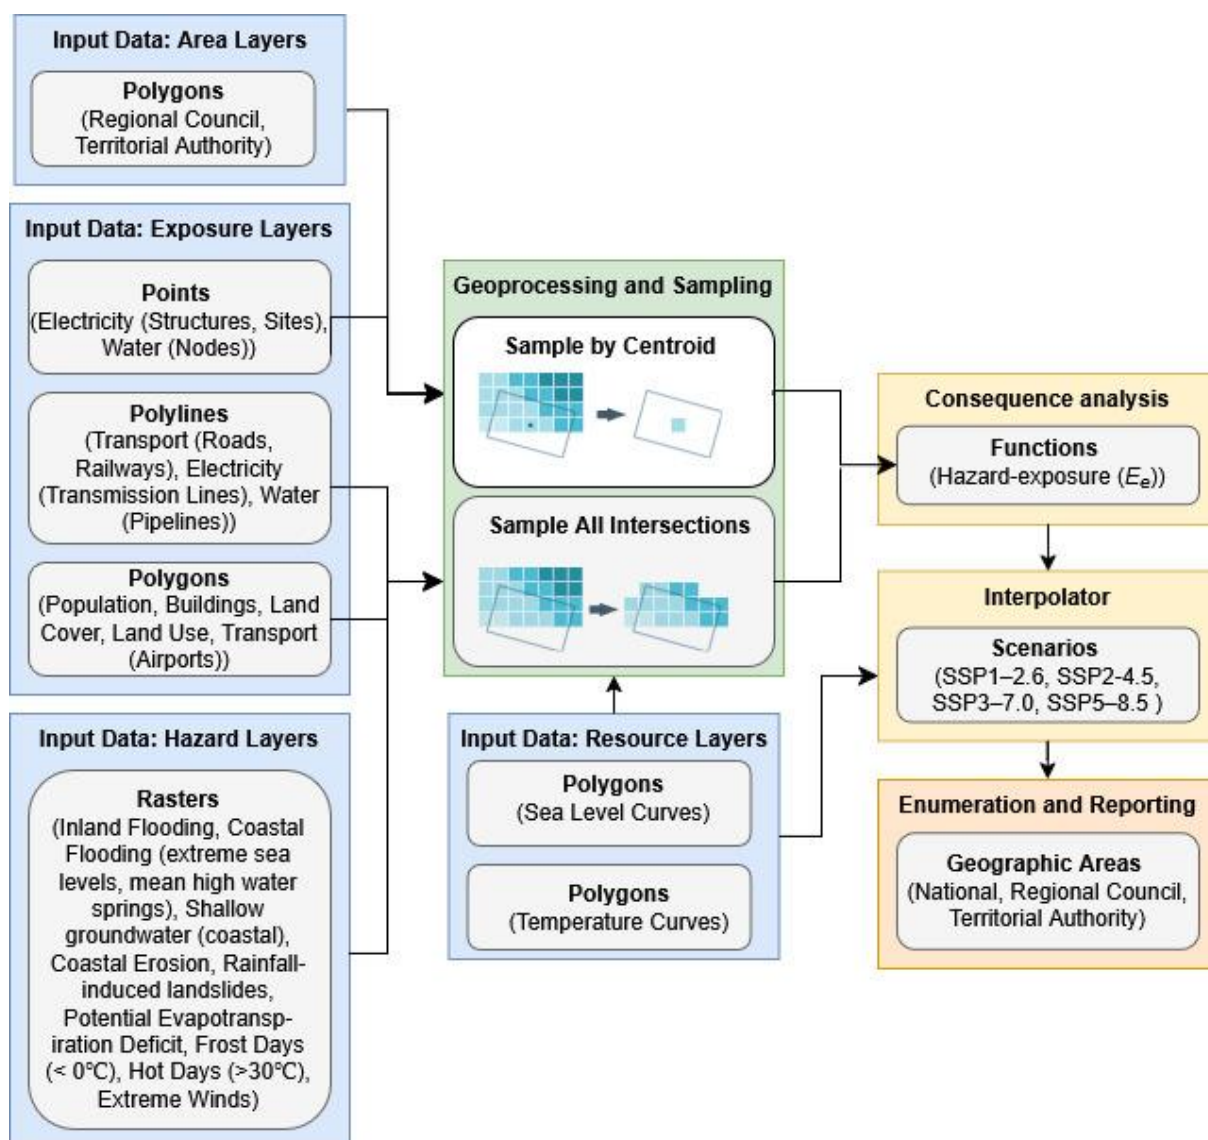 Input Data: Area Layers
Polygons
(Regional Council,
Territorial Authority)
Input Data: Exposure Layers
Points
(Electricity (Structures, Sites),
Water (Nodes))
Polylines
(Transport (Roads,
Railways), Electricity
(Transmission Lines), Water
(Pipelines))
Polygons
(Population, Buildings, Land
Cover, Land Use, Transport
(Airports))
Input Data: Hazard Layers
Rasters
(Inland Flooding, Coastal
Flooding (extreme sea
levels, mean high water
springs), Shallow
groundwater (coastal),
Coastal Erosion, Rainfall-
induced landslides,
Potential Evapotransp-
iration Deficit, Frost Days
(< 0℃), Hot Days (>30℃),
Extreme Winds)
Geoprocessing and Sampling
Sample by Centroid
Sample All Intersections
Input Data: Resource Layers
Polygons
(Sea Level Curves)
Polygons
(Temperature Curves)
Consequence analysis
Functions
(Hazard-exposure (Ee))
Interpolator
Scenarios
(SSP1–2.6, SSP2-4.5,
SSP3–7.0, SSP5–8.5 )
Enumeration and Reporting
Geographic Areas
(National, Regional Council,
Territorial Authority)